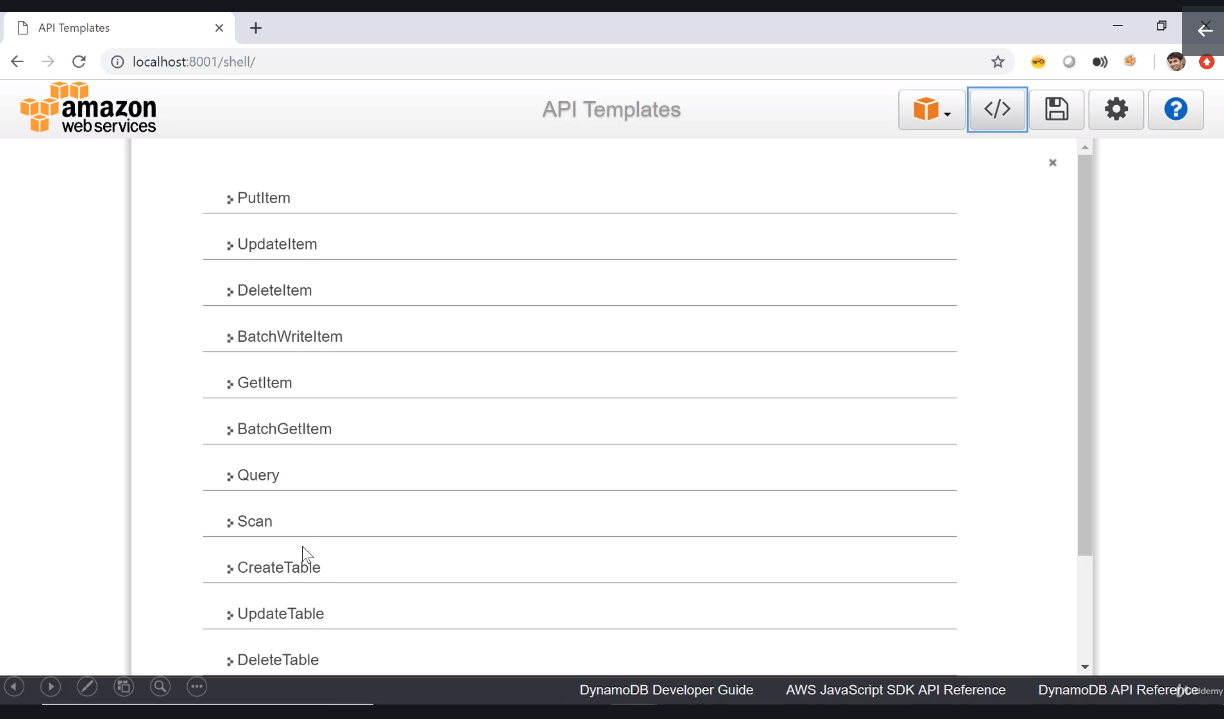 API Templates
localhost:8001/shell/
amazon
webservices
API Templates
PutItem
UpdateItem
DeleteItem
BatchWriteItem
GetItem
BatchGetItem
Query
Scan
CreateTable
UpdateTable
DeleteTable
DynamoDB Developer Guide
AWS JavaScript SDK API Reference
DynamoDB API Reference
Udemy